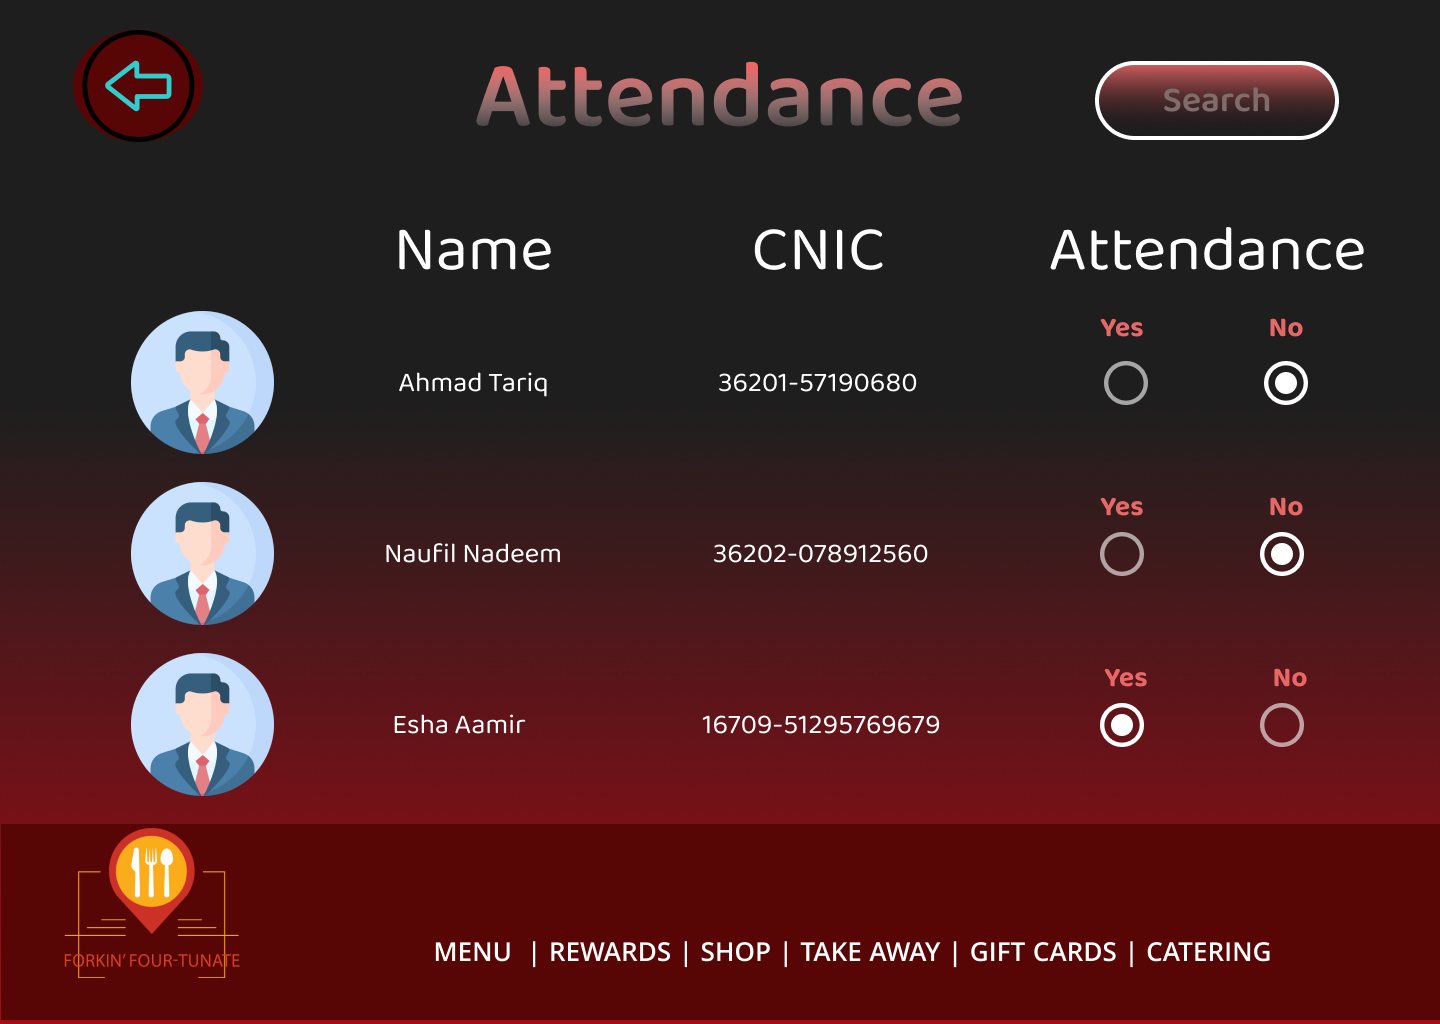 Attendance
Search
Name CNIC Attendance
Yes No
Ahmad Tariq 36201-57190680
Yes No
Naufil Nadeem 36202-078912560
Yes No
Esha Aamir 16709-51295769679
FORKIN' FOUR-TUNATE
MENU | REWARDS | SHOP | TAKE AWAY | GIFT CARDS | CATERING